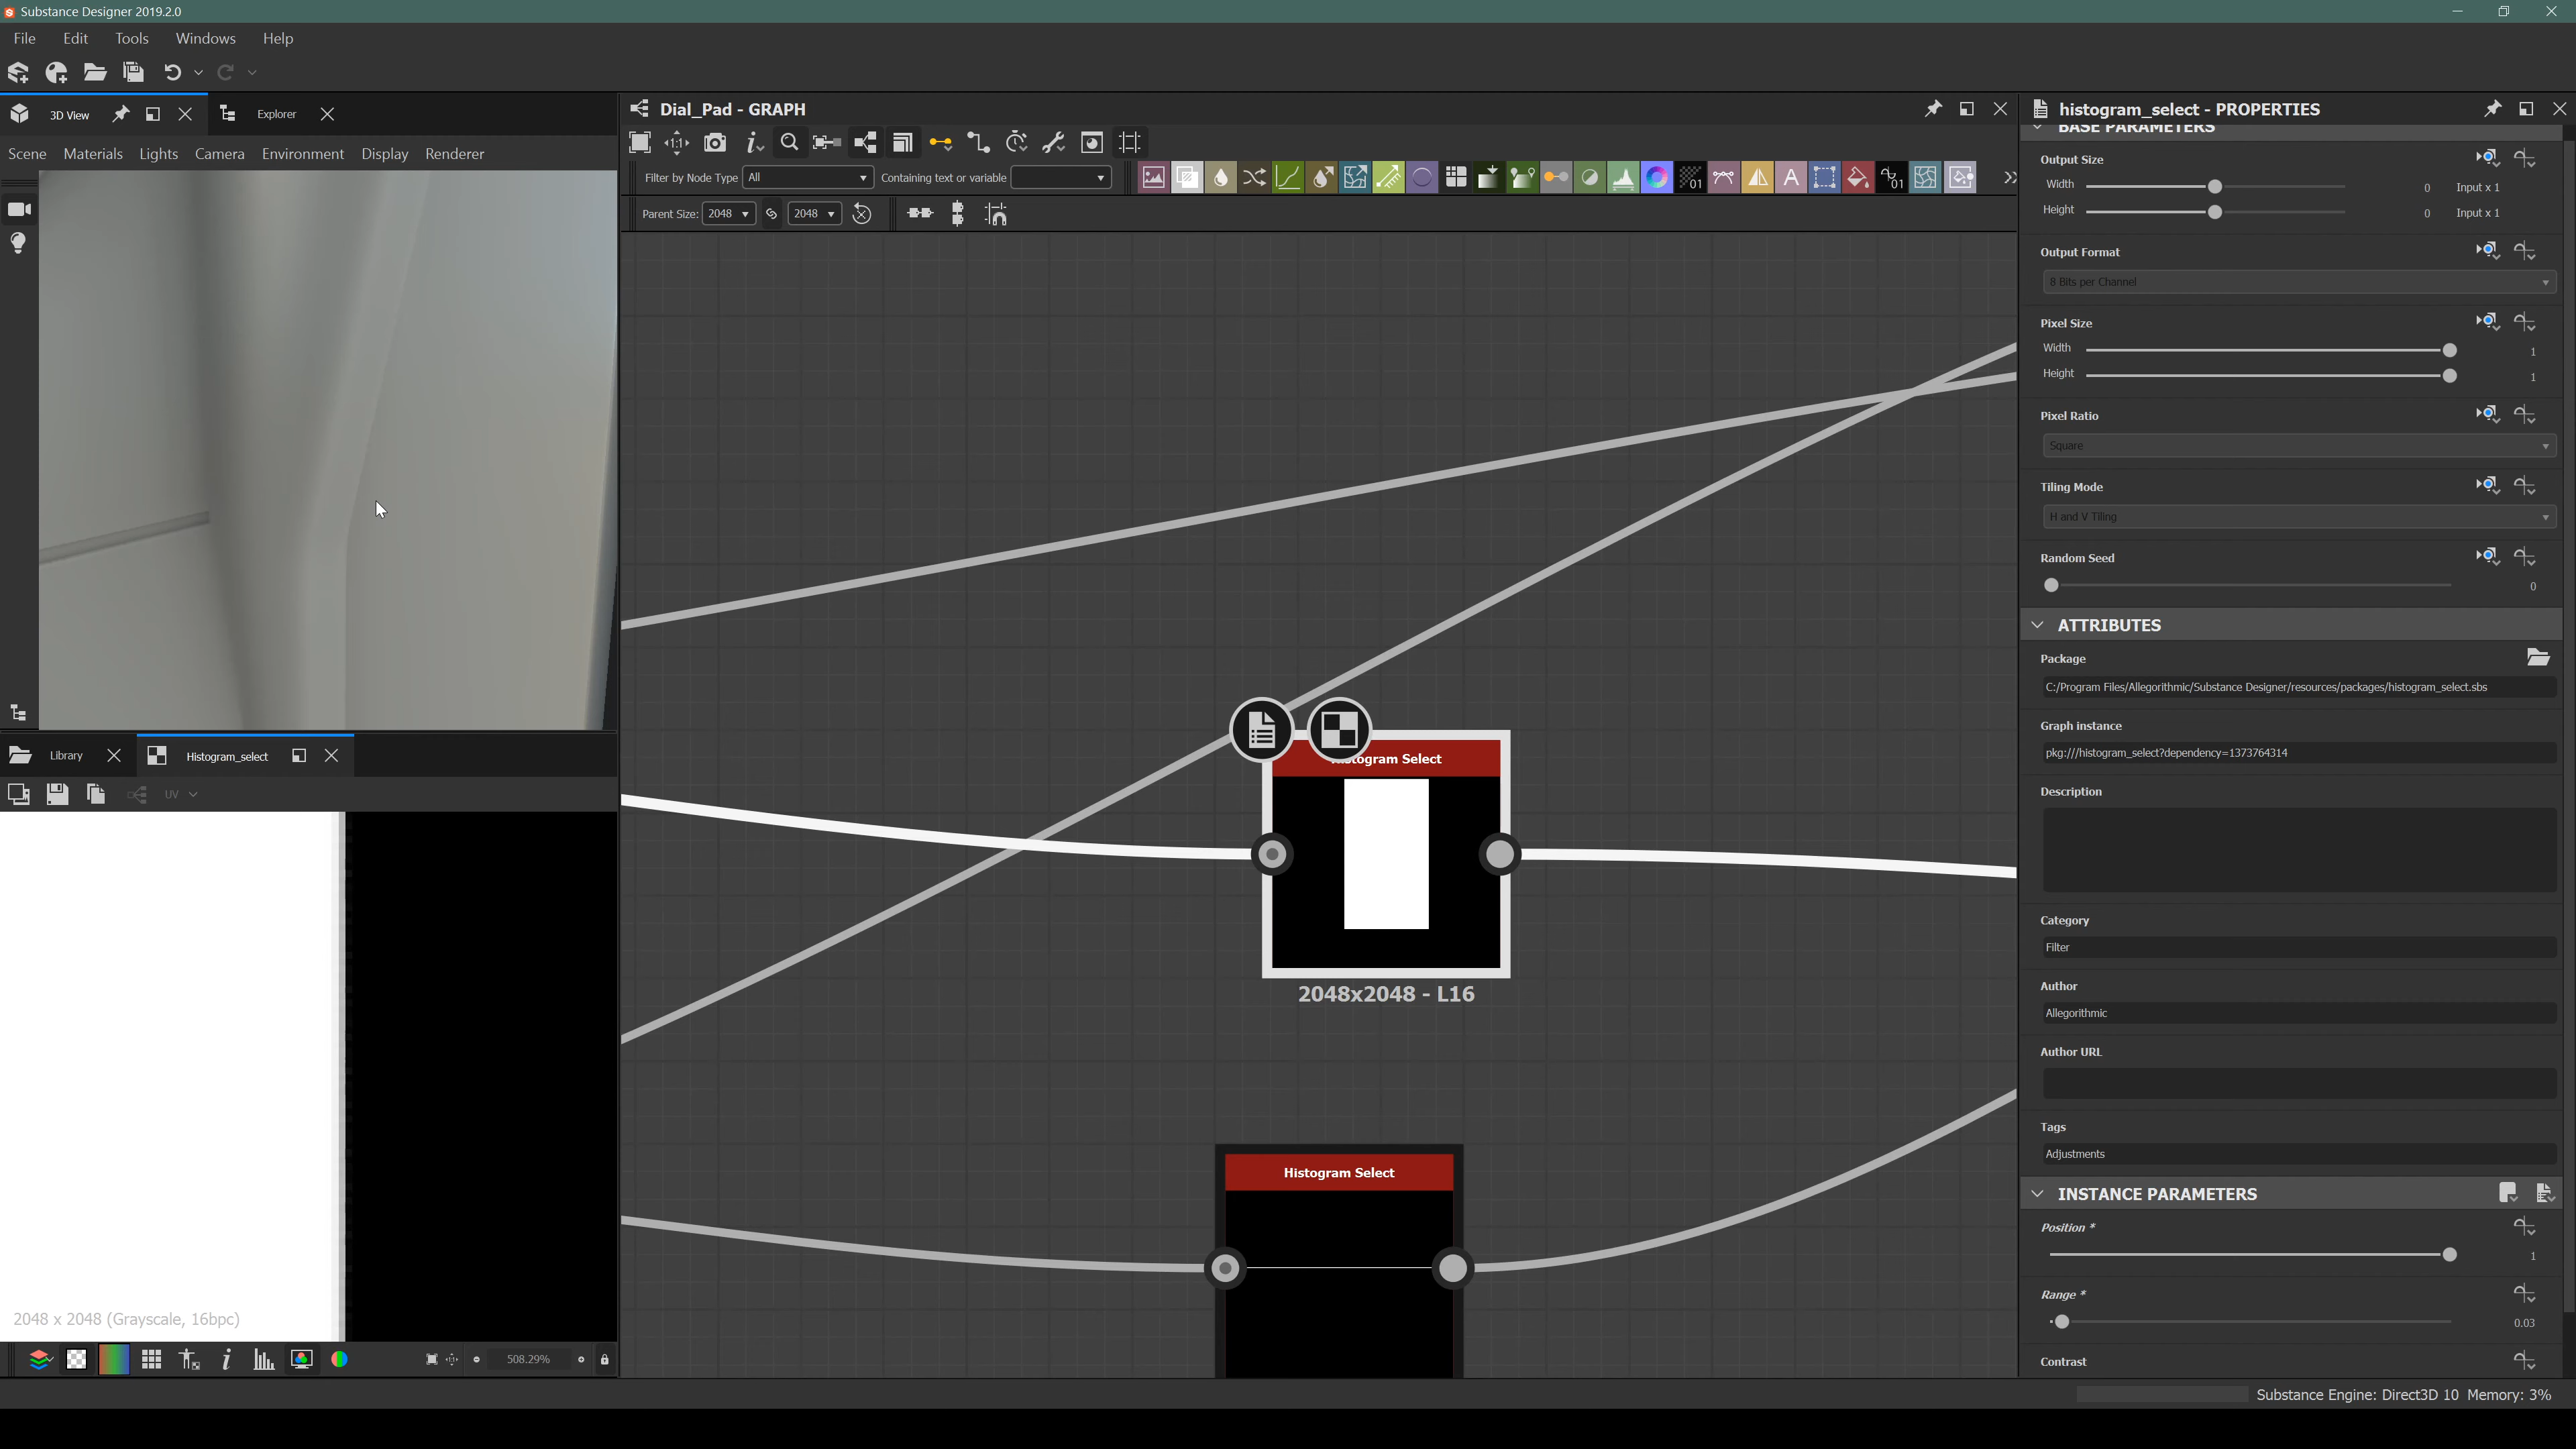 Substance Designer 2019.2.0
File Edit Tools Windows Help
3D View
Explorer
Scene Materials Lights Camera Environment Display Renderer
Dial_Pad - GRAPH
1:1
Filter by Node Type All Containing text or variable
01
A
01
Parent Size: 2048 2048
Library
Histogram_select
UV
2048 x 2048 (Grayscale, 16bpc)
508.29%
Histogram Select
2048x2048 - L16
Histogram Select
histogram_select - PROPERTIES
BASE PARAMETERS
Output Size
Width 0 Input x 1
Height 0 Input x 1
Output Format
8 Bits per Channel
Pixel Size
Width 1
Height 1
Pixel Ratio
Square
Tiling Mode
H and V Tiling
Random Seed
0
ATTRIBUTES
Package
C:/Program Files/Allegorithmic/Substance Designer/resources/packages/histogram_select.sbs
Graph instance
pkg:///histogram_select?dependency=1373764314
Description
Category
Filter
Author
Allegorithmic
Author URL
Tags
Adjustments
INSTANCE PARAMETERS
Position *
1
Range *
0.03
Contrast
Substance Engine: Direct3D 10 Memory: 3%